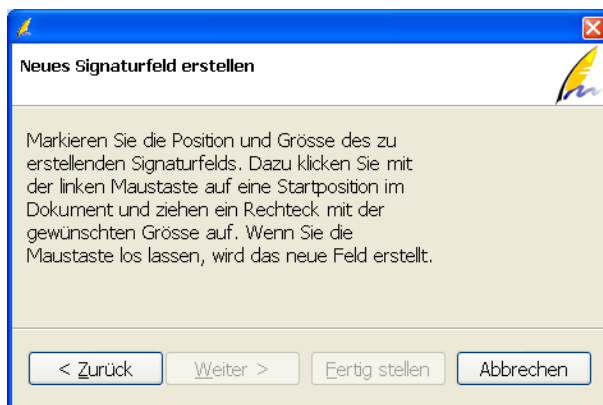 Neues Signaturfeld erstellen
Markieren Sie die Position und Grösse des zu
erstellenden Signaturfelds. Dazu klicken Sie mit
der linken Maustaste auf eine Startposition im
Dokument und ziehen ein Rechteck mit der
gewünschten Grösse auf. Wenn Sie die
Maustaste los lassen, wird das neue Feld erstellt.
< Zurück Weiter > Fertig stellen Abbrechen